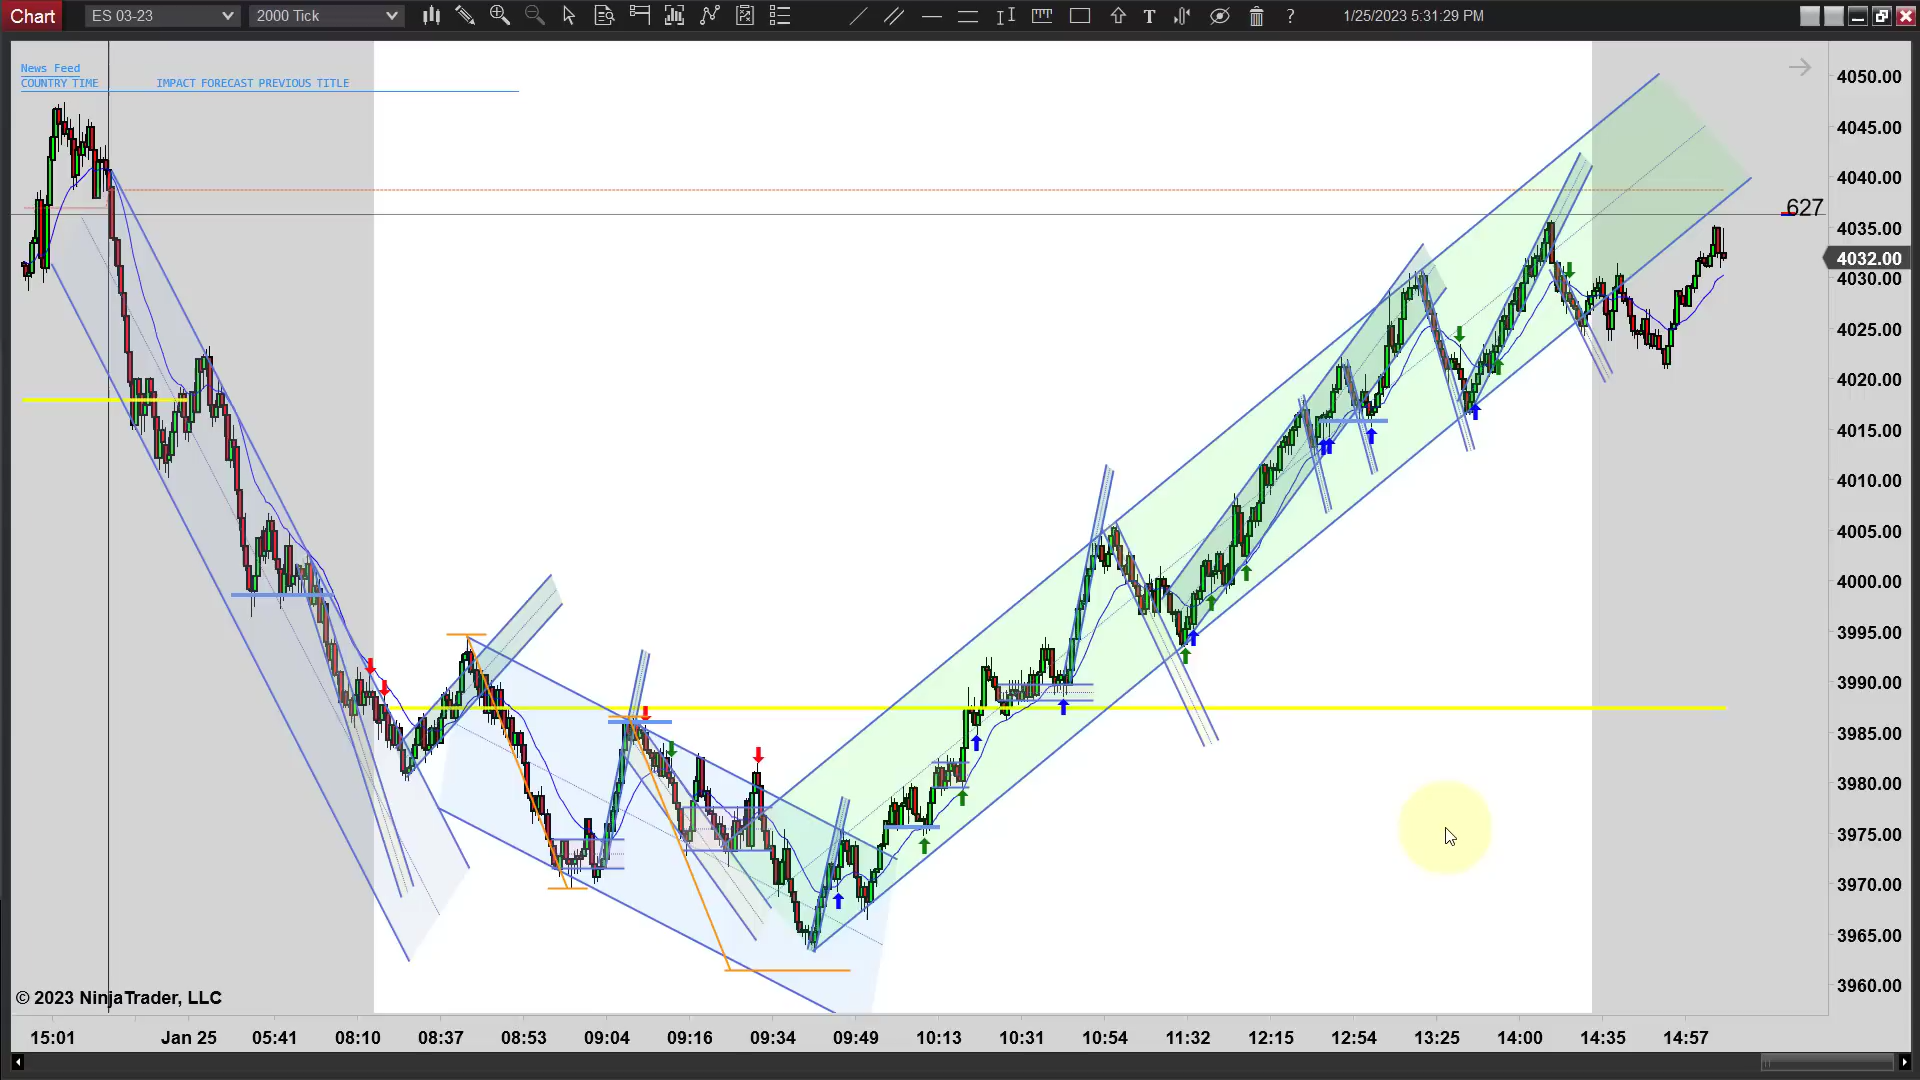 Chart
ES 03-23
2000 Tick
T
?
1/25/2023 5:31:29 PM
News Feed
COUNTRY TIME IMPACT FORECAST PREVIOUS TITLE
627
4050.00
4045.00
4040.00
4035.00
4032.00
4030.00
4025.00
4020.00
4015.00
4010.00
4005.00
4000.00
3995.00
3990.00
3985.00
3980.00
3975.00
3970.00
3965.00
3960.00
© 2023 NinjaTrader, LLC
15:01 Jan 25 05:41 08:10 08:37 08:53 09:04 09:16 09:34 09:49 10:13 10:31 10:54 11:32 12:15 12:54 13:25 14:00 14:35 14:57